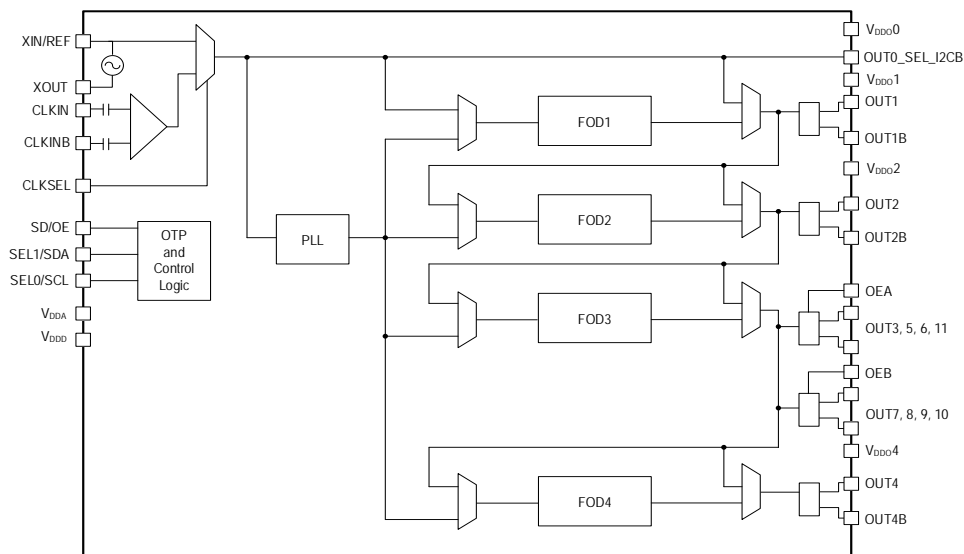 XIN/REF
XOUT
CLKIN
CLKINB
CLKSEL
SD/OE
SEL1/SDA
SEL0/SCL
VDDA
VDDD
OTP
and
Control
Logic
PLL
FOD1
FOD2
FOD3
FOD4
VDDO0
OUT0_SEL_I2CB
VDDO1
OUT1
OUT1B
VDDO2
OUT2
OUT2B
OEA
OUT3, 5, 6, 11
OEB
OUT7, 8, 9, 10
VDDO4
OUT4
OUT4B